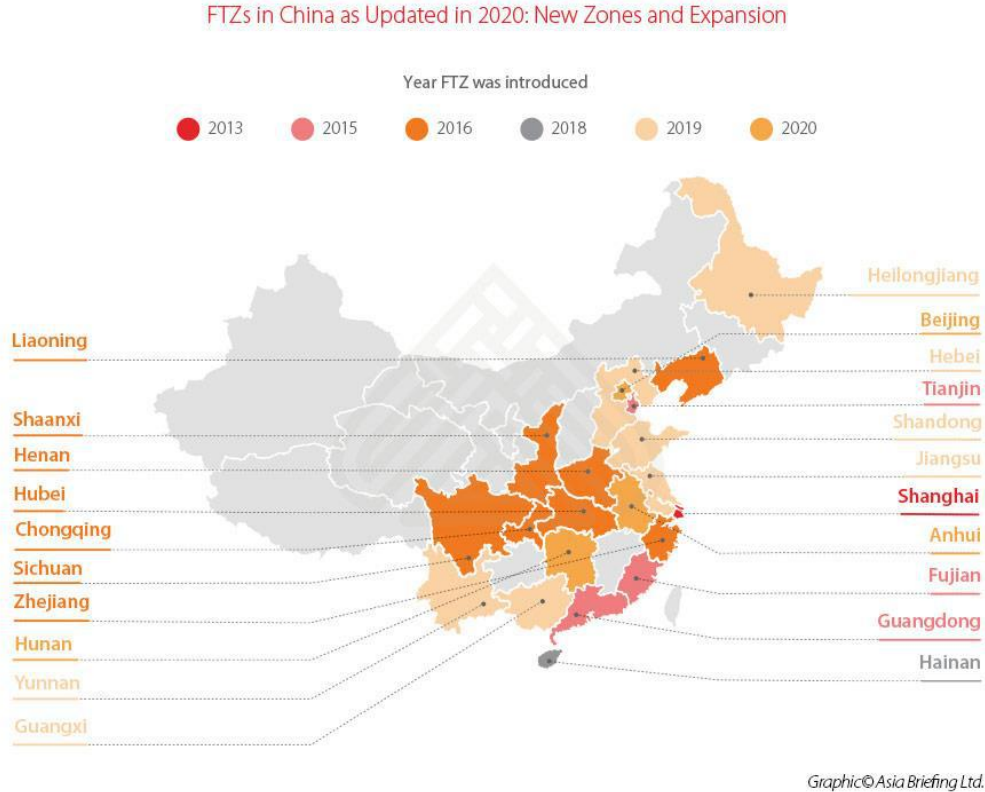 FTZs in China as Updated in 2020: New Zones and Expansion
Year FTZ was introduced
2013 2015 2016 2018 2019 2020
Liaoning
Shaanxi
Henan
Hubei
Chongqing
Sichuan
Zhejiang
Hunan
Yunnan
Guangxi
Heilongjiang
Beijing
Hebei
Tianjin
Shandong
Jiangsu
Shanghai
Anhui
Fujian
Guangdong
Hainan
Graphic© Asia Briefing Ltd.